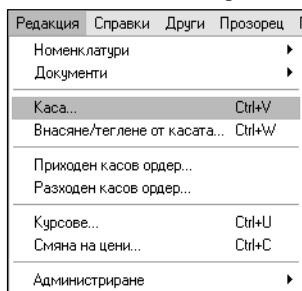 Редакция Справки Други Прозорец
Номенклатури
Документи
Каса... Ctrl+V
Внасяне/теглене от касата... Ctrl+W
Приходен касов ордер...
Разходен касов ордер...
Курсове... Ctrl+U
Смяна на цени... Ctrl+C
Администриране